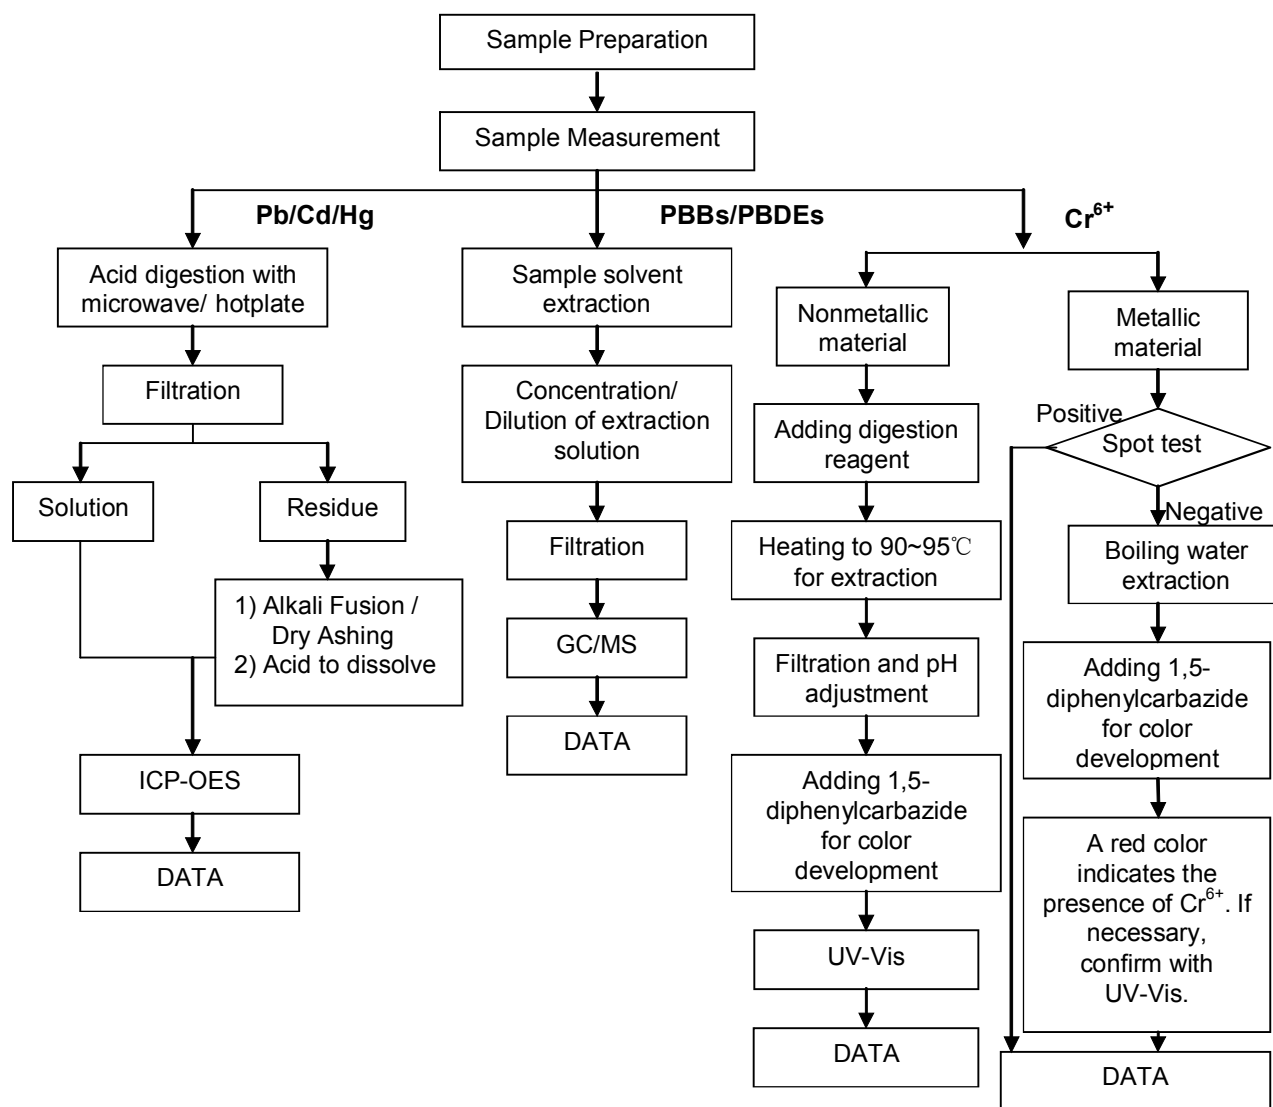 Sample Preparation
Sample Measurement
Pb/Cd/Hg
PBBs/PBDEs
Cr⁶⁺
Acid digestion with
microwave/ hotplate
Filtration
Solution
Residue
1) Alkali Fusion /
Dry Ashing
2) Acid to dissolve
ICP-OES
DATA
Sample solvent
extraction
Concentration/
Dilution of extraction
solution
Filtration
GC/MS
DATA
Nonmetallic
material
Adding digestion
reagent
Heating to 90~95℃
for extraction
Filtration and pH
adjustment
Adding 1,5-
diphenylcarbazide
for color
development
UV-Vis
DATA
Metallic
material
Positive
Spot test
Negative
Boiling water
extraction
Adding 1,5-
diphenylcarbazide
for color
development
A red color
indicates the
presence of Cr⁶⁺. If
necessary,
confirm with
UV-Vis.
DATA